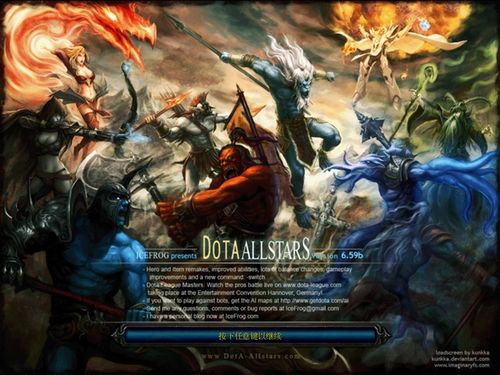 ICEFROG presents DOTA ALLSTARS Version 6.59b
- Hero and item remakes, improved abilities, lots of balance changes, gameplay
improvements and a new command: -switch.
- Dota League Masters: Watch the pros battle live on www.dota-league.com
taking place at the Entertainment Convention Hannover, Germany!
- If you want to play against bots, get the AI maps at http://www.getdota.com/ai
- Send me any questions, comments or bug reports at IceFrog@gmail.com
- I have a personal blog now at IceFrog.com
按下任意键以继续
www.DotA-Allstars.com
loadscreen by kunkka
kunkka.deviantart.com
www.imaginaryfs.com